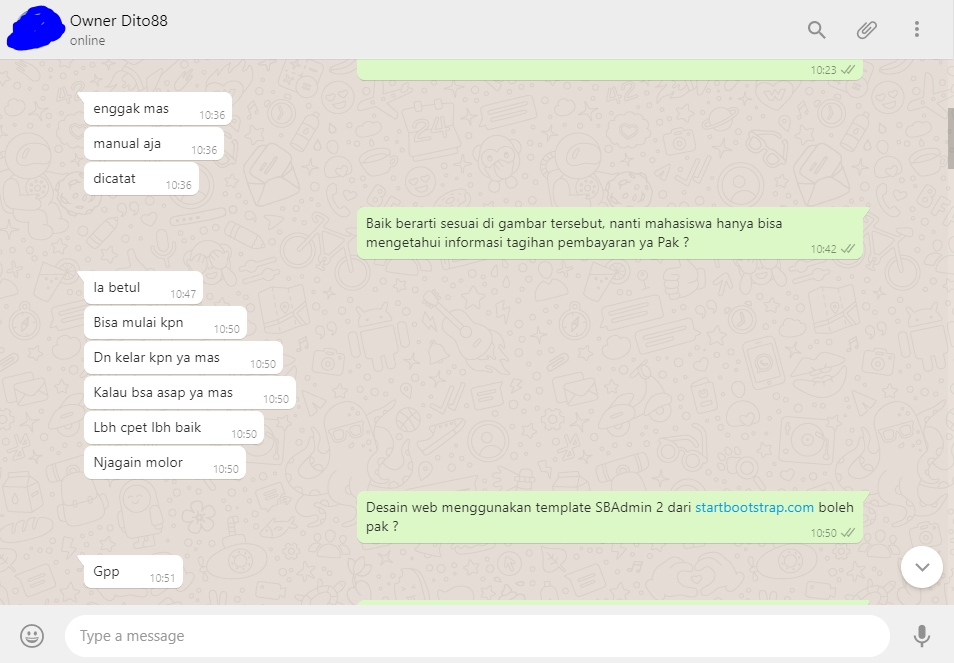 Owner Dito88
online
10:23
enggak mas 10:36
manual aja 10:36
dicatat 10:36
Baik berarti sesuai di gambar tersebut, nanti mahasiswa hanya bisa
mengetahui informasi tagihan pembayaran ya Pak ? 10:42
Ia betul 10:47
Bisa mulai kpn 10:50
Dn kelar kpn ya mas 10:50
Kalau bsa asap ya mas 10:50
Lbh cpet lbh baik 10:50
Njagain molor 10:50
Desain web menggunakan template SBAdmin 2 dari startbootstrap.com boleh
pak ? 10:50
Gpp 10:51
Type a message